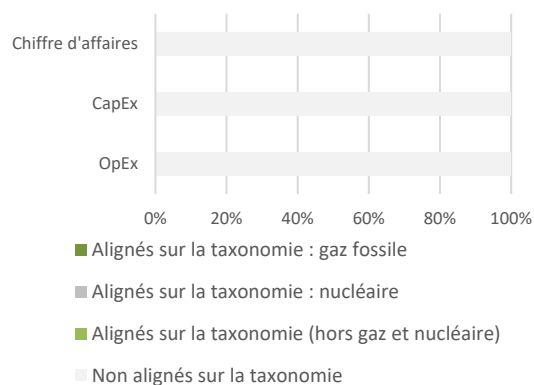 Chiffre d'affaires
CapEx
OpEx
0% 20% 40% 60% 80% 100%
Alignés sur la taxonomie : gaz fossile
Alignés sur la taxonomie : nucléaire
Alignés sur la taxonomie (hors gaz et nucléaire)
Non alignés sur la taxonomie